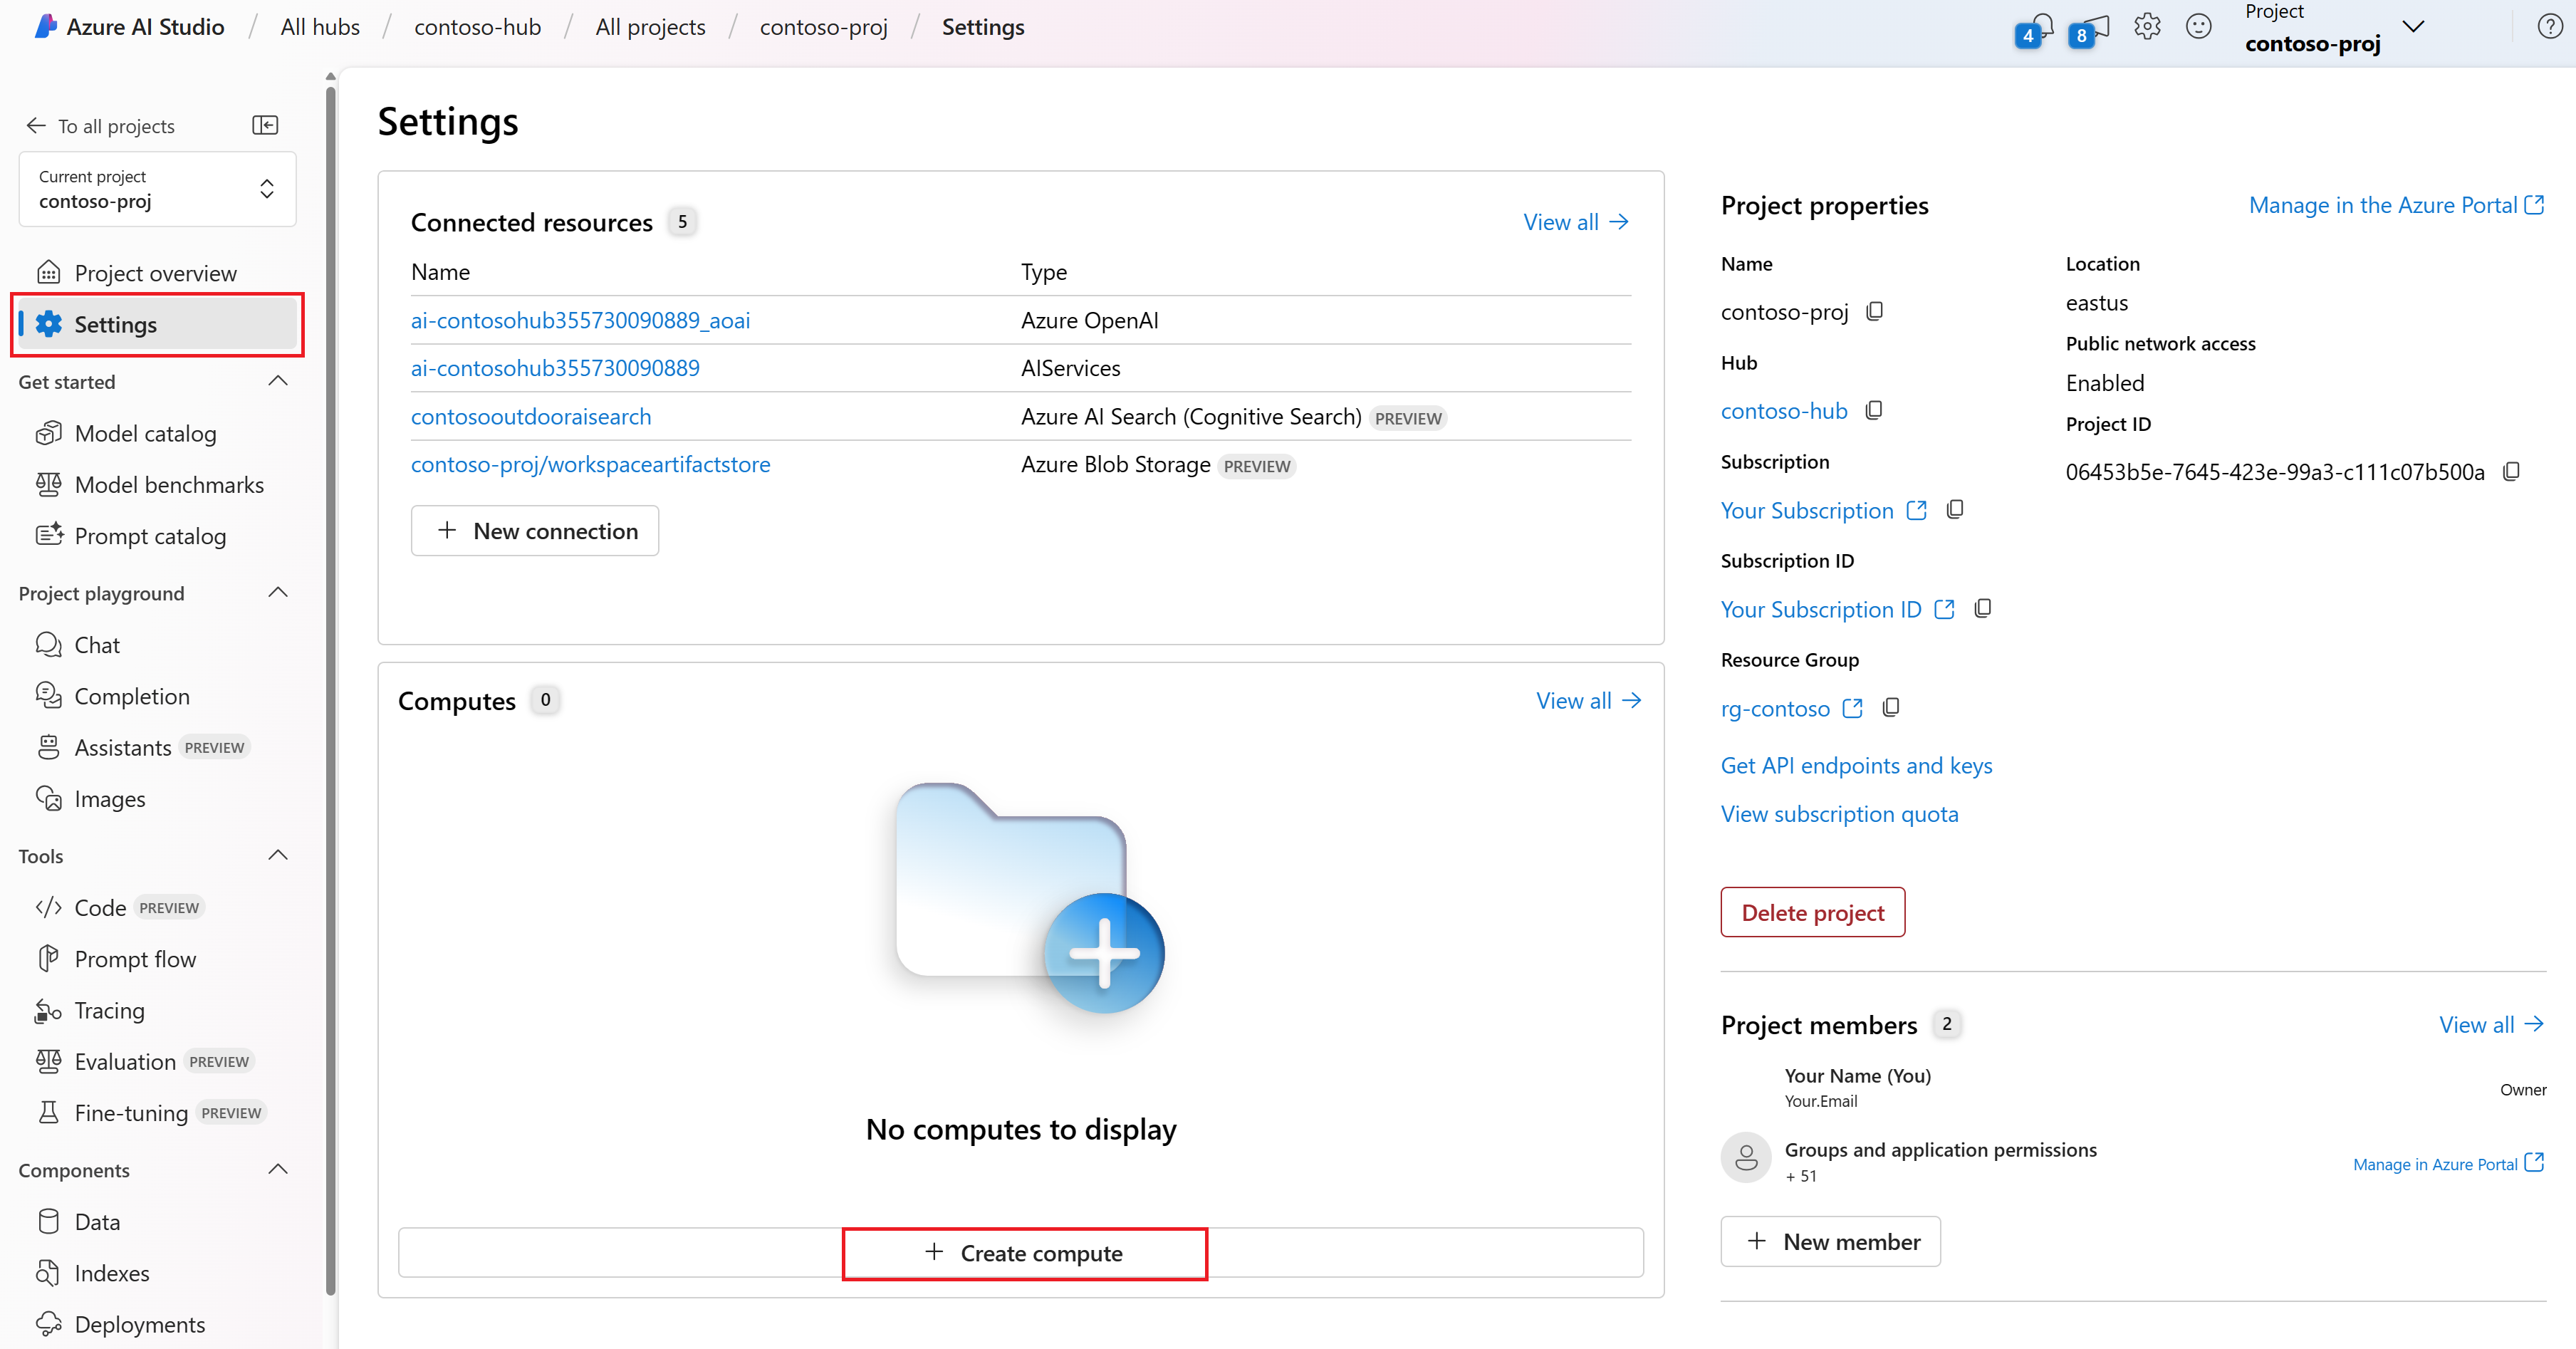 Azure AI Studio / All hubs / contoso-hub / All projects / contoso-proj / Settings
4
8
Project
contoso-proj
To all projects
Current project
contoso-proj
Project overview
Settings
Get started
Model catalog
Model benchmarks
Prompt catalog
Project playground
Chat
Completion
Assistants PREVIEW
Images
Tools
Code PREVIEW
Prompt flow
Tracing
Evaluation PREVIEW
Fine-tuning PREVIEW
Components
Data
Indexes
Deployments
Settings
Connected resources 5
View all
Name Type
ai-contosohub355730090889_aoai Azure OpenAI
ai-contosohub355730090889 AIServices
contosooutdooraisearch Azure AI Search (Cognitive Search) PREVIEW
contoso-proj/workspaceartifactstore Azure Blob Storage PREVIEW
+ New connection
Computes 0
View all
No computes to display
+ Create compute
Project properties
Manage in the Azure Portal
Name
contoso-proj
Hub
contoso-hub
Subscription
Your Subscription
Subscription ID
Your Subscription ID
Resource Group
rg-contoso
Get API endpoints and keys
View subscription quota
Location
eastus
Public network access
Enabled
Project ID
06453b5e-7645-423e-99a3-c111c07b500a
Delete project
Project members 2
View all
Your Name (You)
Your.Email
Owner
Groups and application permissions
+ 51
Manage in Azure Portal
+ New member